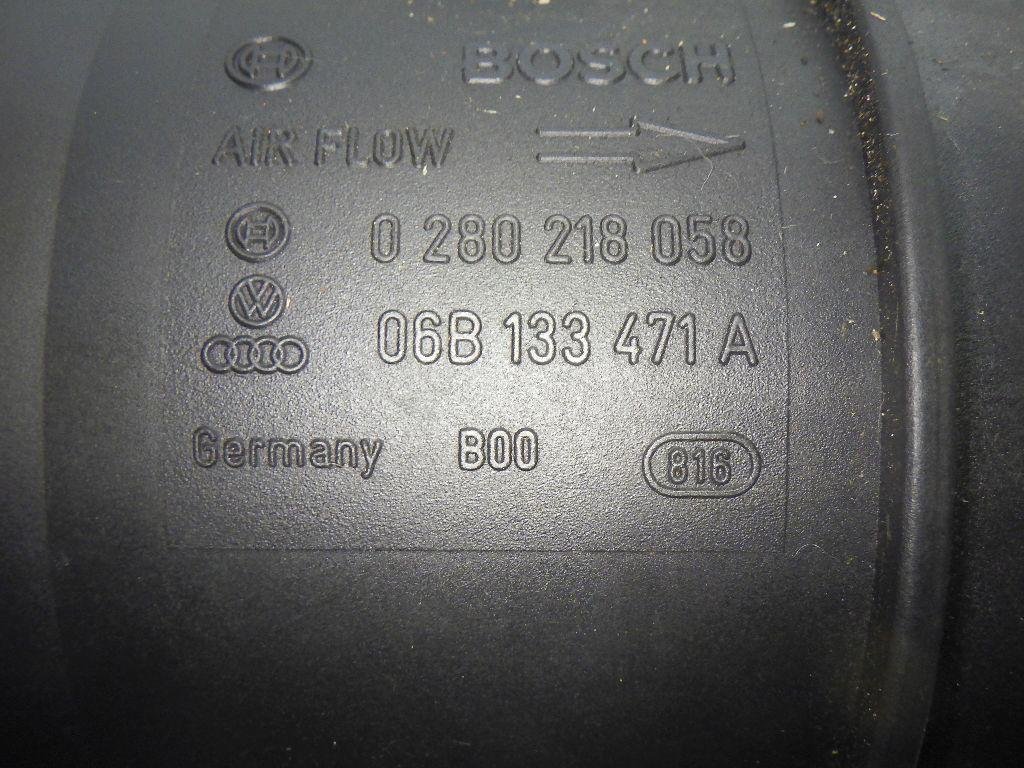 BOSCH
AIR FLOW
0 280 218 058
06B 133 471 A
Germany B00 816